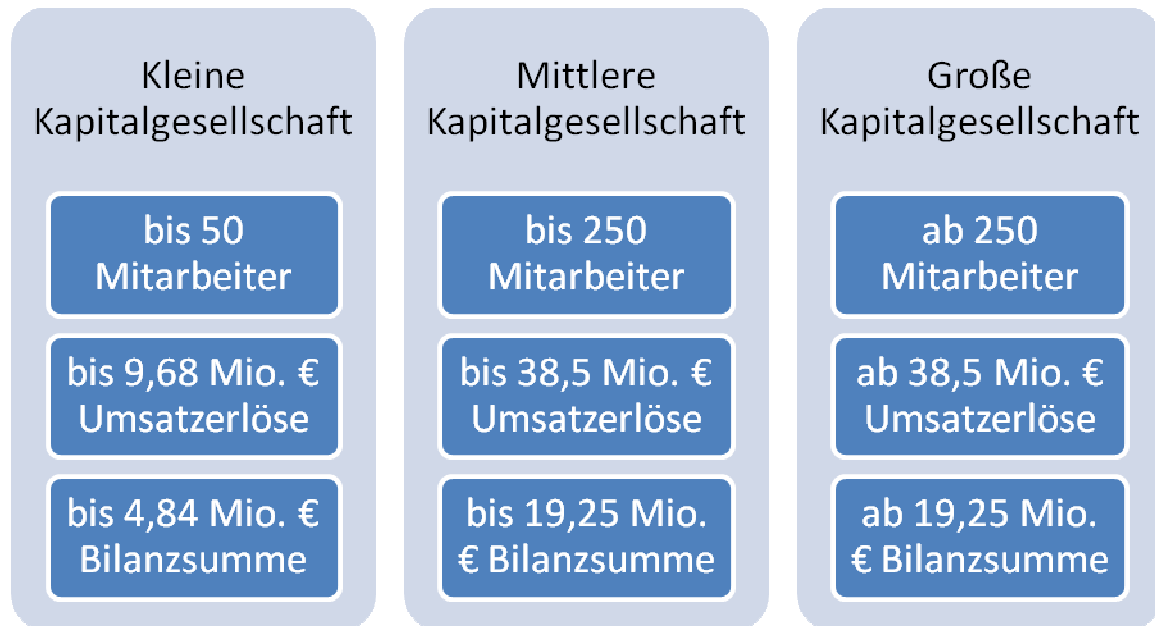 Kleine
Kapitalgesellschaft
bis 50
Mitarbeiter
bis 9,68 Mio. €
Umsatzerlöse
bis 4,84 Mio. €
Bilanzsumme
Mittlere
Kapitalgesellschaft
bis 250
Mitarbeiter
bis 38,5 Mio. €
Umsatzerlöse
bis 19,25 Mio.
€ Bilanzsumme
Große
Kapitalgesellschaft
ab 250
Mitarbeiter
ab 38,5 Mio. €
Umsatzerlöse
ab 19,25 Mio.
€ Bilanzsumme